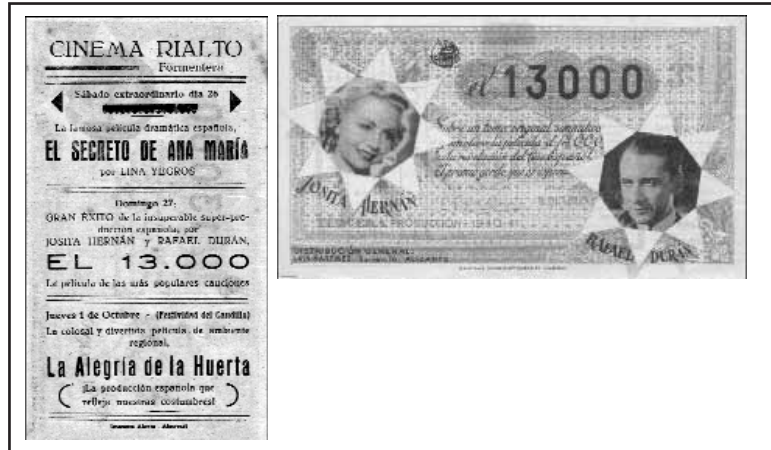 CINEMA RIALTO
Formentera
Sábado extraordinario día 26
La famosa película dramática española,
EL SECRETO DE ANA MARÍA
por LINA YEGROS
Domingo 27:
GRAN ÉXITO de la insuperable super-pro-
ducción española, por
JOSITA HERNÁN y RAFAEL DURÁN,
EL 13.000
La película de las más populares canciones
Jueves 1 de Octubre - (Festividad del Caudillo)
La colosal y divertida película de ambiente
regional,
La Alegría de la Huerta
¡La producción española que
refleja nuestras costumbres!
el 13000
JOSITA HERNÁN
RAFAEL DURÁN
DISTRIBUCIÓN GENERAL: